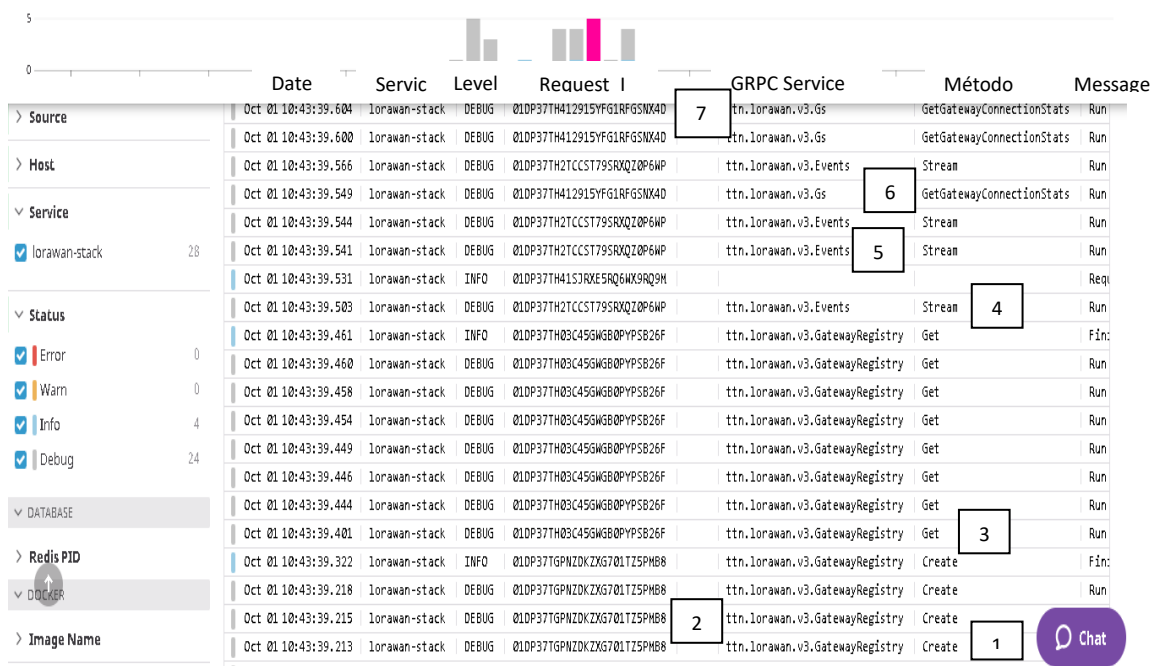 5
0
Date Servic Level Request I GRPC Service Método Message
Oct 01 10:43:39.604 lorawan-stack DEBUG 01DP37TH412915YFG1RFGSNX4D 7 ttn.lorawan.v3.Gs GetGatewayConnectionStats Run
> Source
Oct 01 10:43:39.600 lorawan-stack DEBUG 01DP37TH412915YFG1RFGSNX4D ttn.lorawan.v3.Gs GetGatewayConnectionStats Run
> Host
Oct 01 10:43:39.566 lorawan-stack DEBUG 01DP37TH2TCCST79SRXQZ0P6WP ttn.lorawan.v3.Events Stream Run
Oct 01 10:43:39.549 lorawan-stack DEBUG 01DP37TH412915YFG1RFGSNX4D ttn.lorawan.v3.Gs 6 GetGatewayConnectionStats Run
Service
Oct 01 10:43:39.544 lorawan-stack DEBUG 01DP37TH2TCCST79SRXQZ0P6WP ttn.lorawan.v3.Events Stream Run
lorawan-stack 28
Oct 01 10:43:39.541 lorawan-stack DEBUG 01DP37TH2TCCST79SRXQZ0P6WP ttn.lorawan.v3.Events 5 Stream Run
Oct 01 10:43:39.531 lorawan-stack INFO 01DP37TH41SJRXE5RQ6WX9RQ9M Requ
Status
Oct 01 10:43:39.503 lorawan-stack DEBUG 01DP37TH2TCCST79SRXQZ0P6WP ttn.lorawan.v3.Events Stream 4 Run
Oct 01 10:43:39.461 lorawan-stack INFO 01DP37TH03C45GWGB0PYPSB26F ttn.lorawan.v3.GatewayRegistry Get Fin
Error 0
Oct 01 10:43:39.460 lorawan-stack DEBUG 01DP37TH03C45GWGB0PYPSB26F ttn.lorawan.v3.GatewayRegistry Get Run
Warn 0
Oct 01 10:43:39.458 lorawan-stack DEBUG 01DP37TH03C45GWGB0PYPSB26F ttn.lorawan.v3.GatewayRegistry Get Run
Info 4
Oct 01 10:43:39.454 lorawan-stack DEBUG 01DP37TH03C45GWGB0PYPSB26F ttn.lorawan.v3.GatewayRegistry Get Run
Debug 24
Oct 01 10:43:39.449 lorawan-stack DEBUG 01DP37TH03C45GWGB0PYPSB26F ttn.lorawan.v3.GatewayRegistry Get Run
Oct 01 10:43:39.446 lorawan-stack DEBUG 01DP37TH03C45GWGB0PYPSB26F ttn.lorawan.v3.GatewayRegistry Get Run
DATABASE
Oct 01 10:43:39.444 lorawan-stack DEBUG 01DP37TH03C45GWGB0PYPSB26F ttn.lorawan.v3.GatewayRegistry Get Run
Oct 01 10:43:39.401 lorawan-stack DEBUG 01DP37TH03C45GWGB0PYPSB26F ttn.lorawan.v3.GatewayRegistry Get 3 Run
> Redis PID
Oct 01 10:43:39.322 lorawan-stack INFO 01DP37TGPNZDKZXG701TZ5PMB8 ttn.lorawan.v3.GatewayRegistry Create Fin
DOCKER
Oct 01 10:43:39.218 lorawan-stack DEBUG 01DP37TGPNZDKZXG701TZ5PMB8 ttn.lorawan.v3.GatewayRegistry Create Run
Oct 01 10:43:39.215 lorawan-stack DEBUG 01DP37TGPNZDKZXG701TZ5PMB8 2 ttn.lorawan.v3.GatewayRegistry Create
> Image Name
Oct 01 10:43:39.213 lorawan-stack DEBUG 01DP37TGPNZDKZXG701TZ5PMB8 ttn.lorawan.v3.GatewayRegistry Create 1
Chat